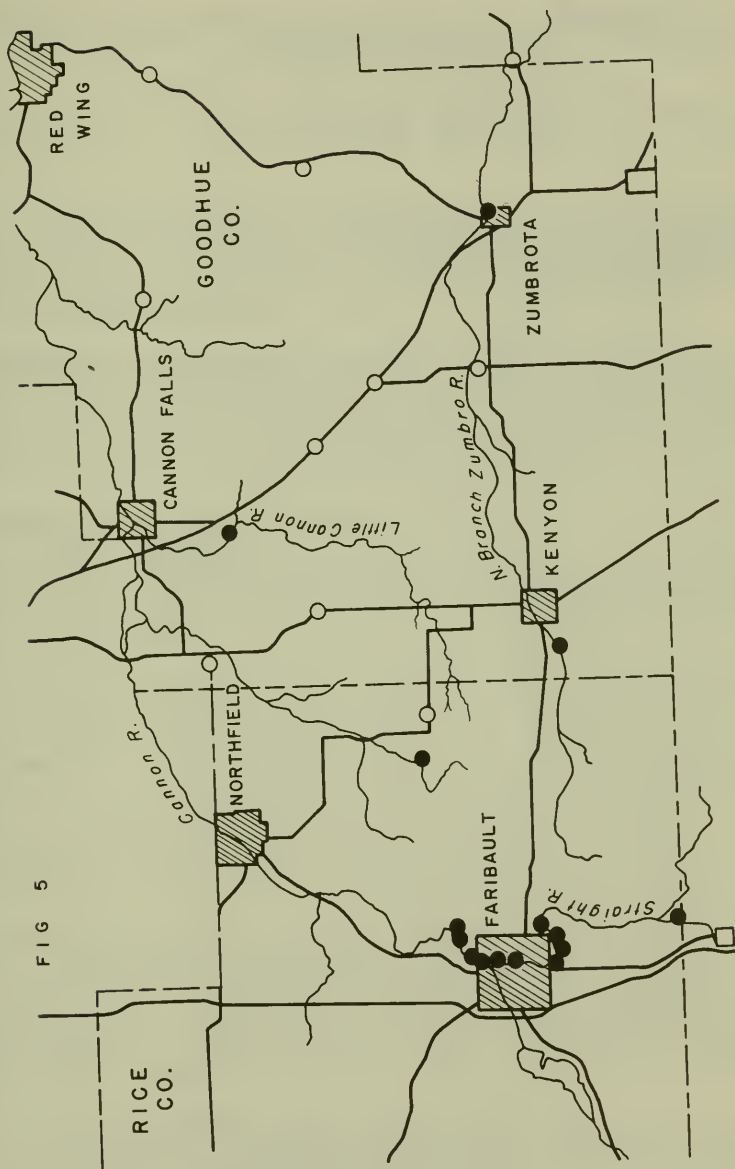 FIG 5
RICE
CO.
GOODHUE
CO.
RED
WING
CANNON FALLS
Cannon R.
NORTHFIELD
Little Cannon R.
N. Branch Zumbro R.
ZUMBROTA
KENYON
FARIBAULT
Straight R.